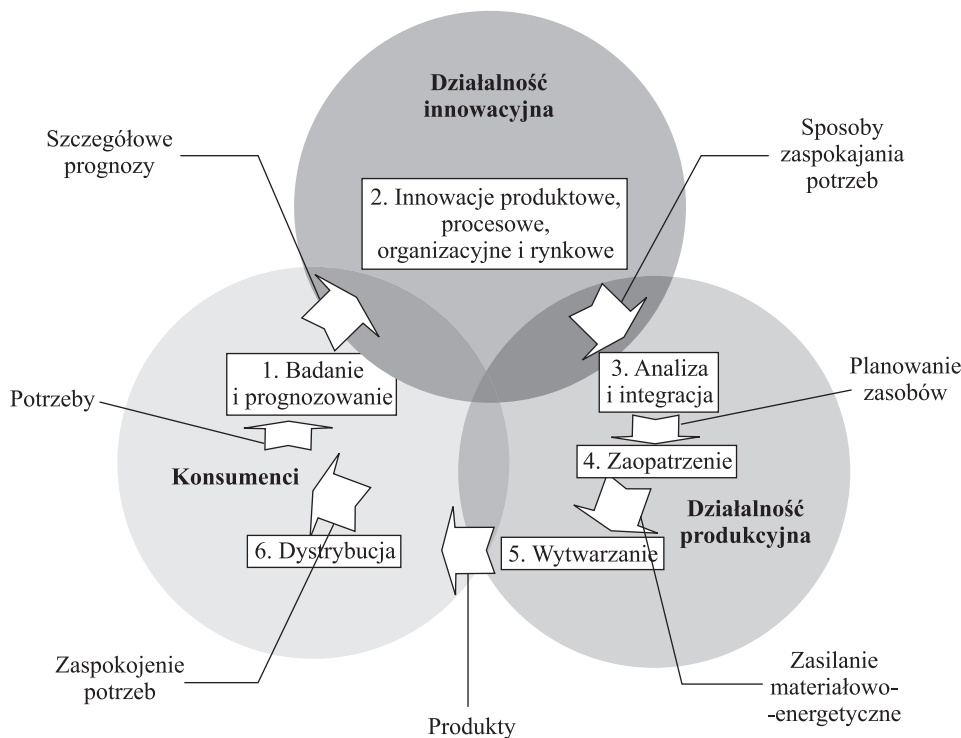 Działalność
innowacyjna
Szczegółowe
prognozy
Sposoby
zaspokajania
potrzeb
2. Innowacje produktowe,
procesowe,
organizacyjne i rynkowe
1. Badanie
i prognozowanie
3. Analiza
i integracja
Planowanie
zasobów
Potrzeby
4. Zaopatrzenie
Konsumenci
Działalność
produkcyjna
6. Dystrybucja
5. Wytwarzanie
Zaspokojenie
potrzeb
Zasilanie
materiałowo-
-energetyczne
Produkty